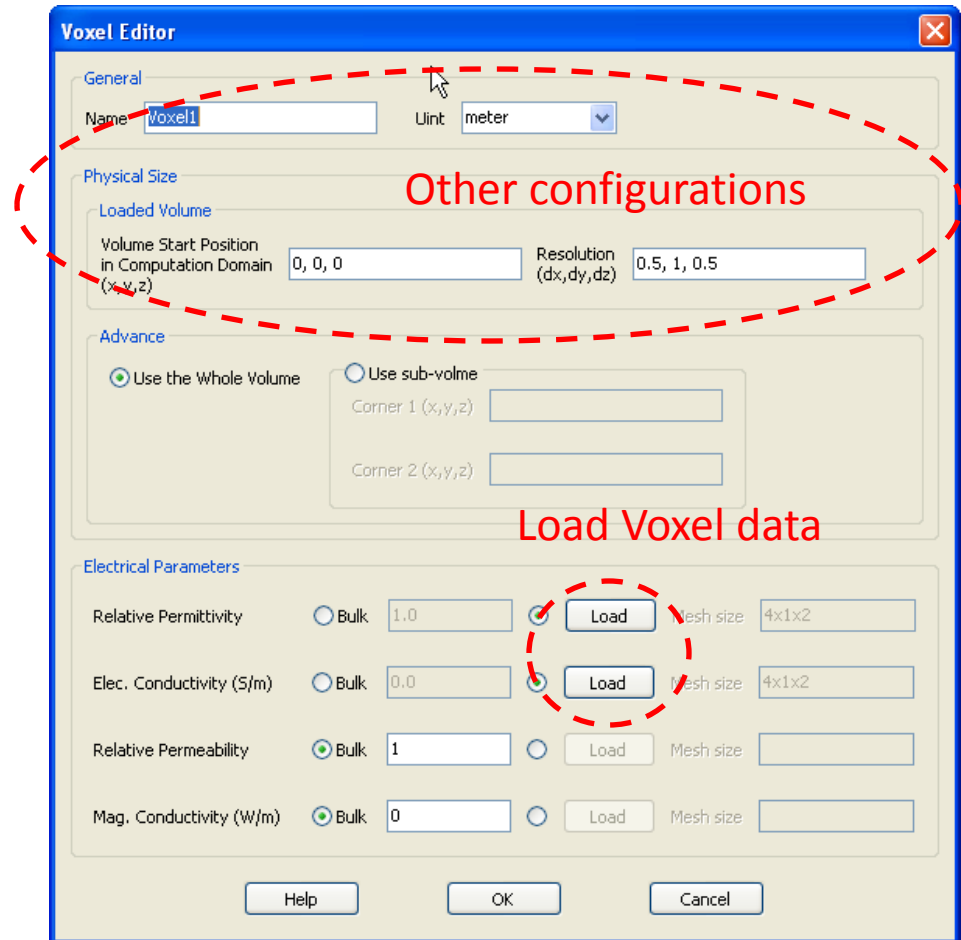 Voxel Editor
General
Name Voxel1 Uint meter
Physical Size
Other configurations
Loaded Volume
Volume Start Position
in Computation Domain
(x,y,z)
0, 0, 0
Resolution
(dx,dy,dz)
0.5, 1, 0.5
Advance
Use the Whole Volume
Use sub-volme
Corner 1 (x,y,z)
Corner 2 (x,y,z)
Load Voxel data
Electrical Parameters
Relative Permittivity Bulk 1.0 Load Mesh size 4x1x2
Elec. Conductivity (S/m) Bulk 0.0 Load Mesh size 4x1x2
Relative Permeability Bulk 1 Load Mesh size
Mag. Conductivity (W/m) Bulk 0 Load Mesh size
Help OK Cancel